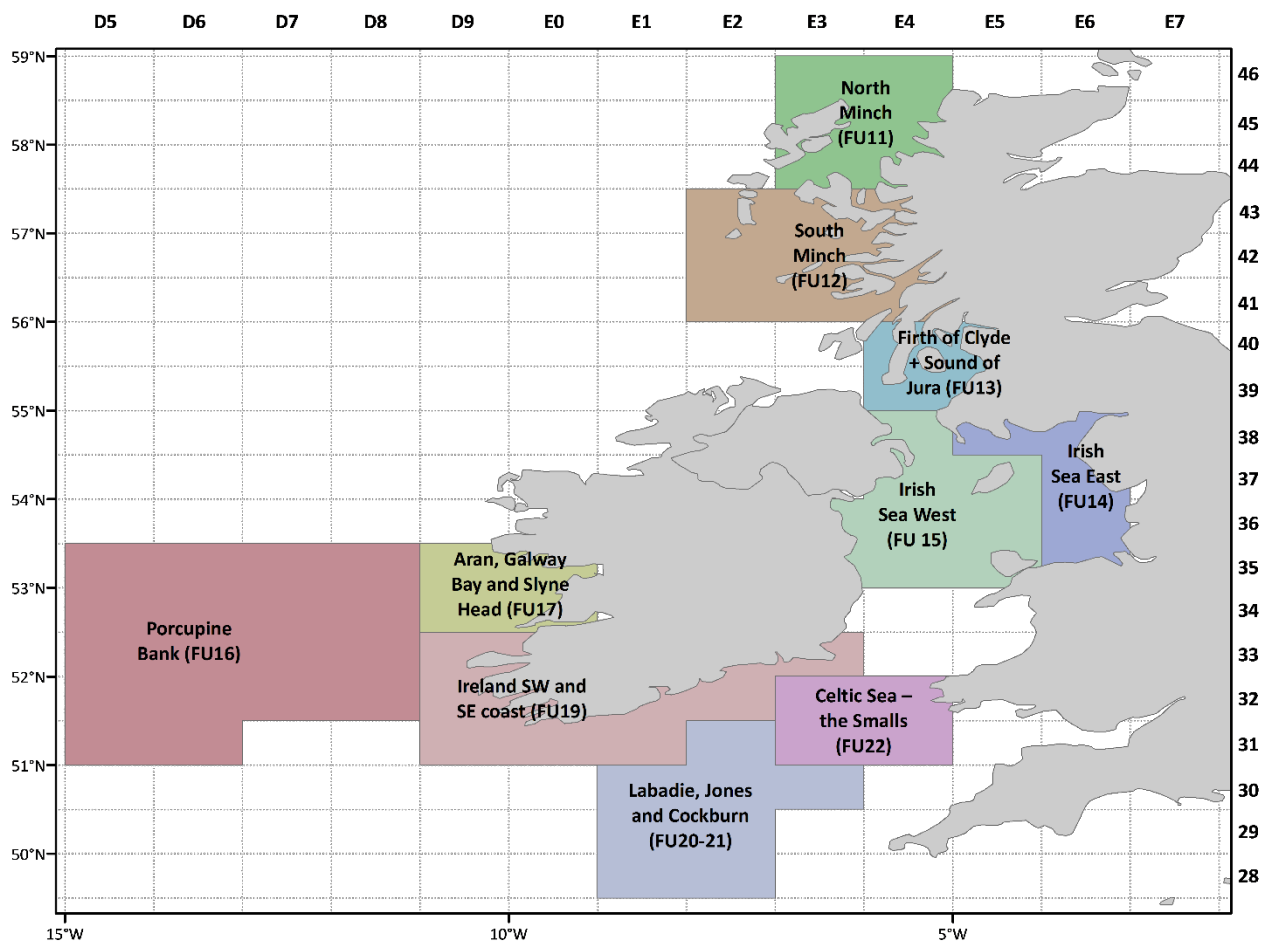 D5 D6 D7 D8 D9 E0 E1 E2 E3 E4 E5 E6 E7
59°N
46
North
Minch
(FU11)
45
58°N
44
43
57°N
South
Minch
(FU12)
42
41
56°N
Firth of Clyde
+ Sound of
Jura (FU13)
40
39
55°N
38
Irish
Sea East
(FU14)
37
54°N
Irish
Sea West
(FU 15)
36
Aran, Galway
Bay and Slyne
Head (FU17)
35
53°N
34
Porcupine
Bank (FU16)
33
52°N
Ireland SW and
SE coast (FU19)
Celtic Sea –
the Smalls
(FU22)
32
31
51°N
Labadie, Jones
and Cockburn
(FU20-21)
30
29
50°N
28
15°W 10°W 5°W